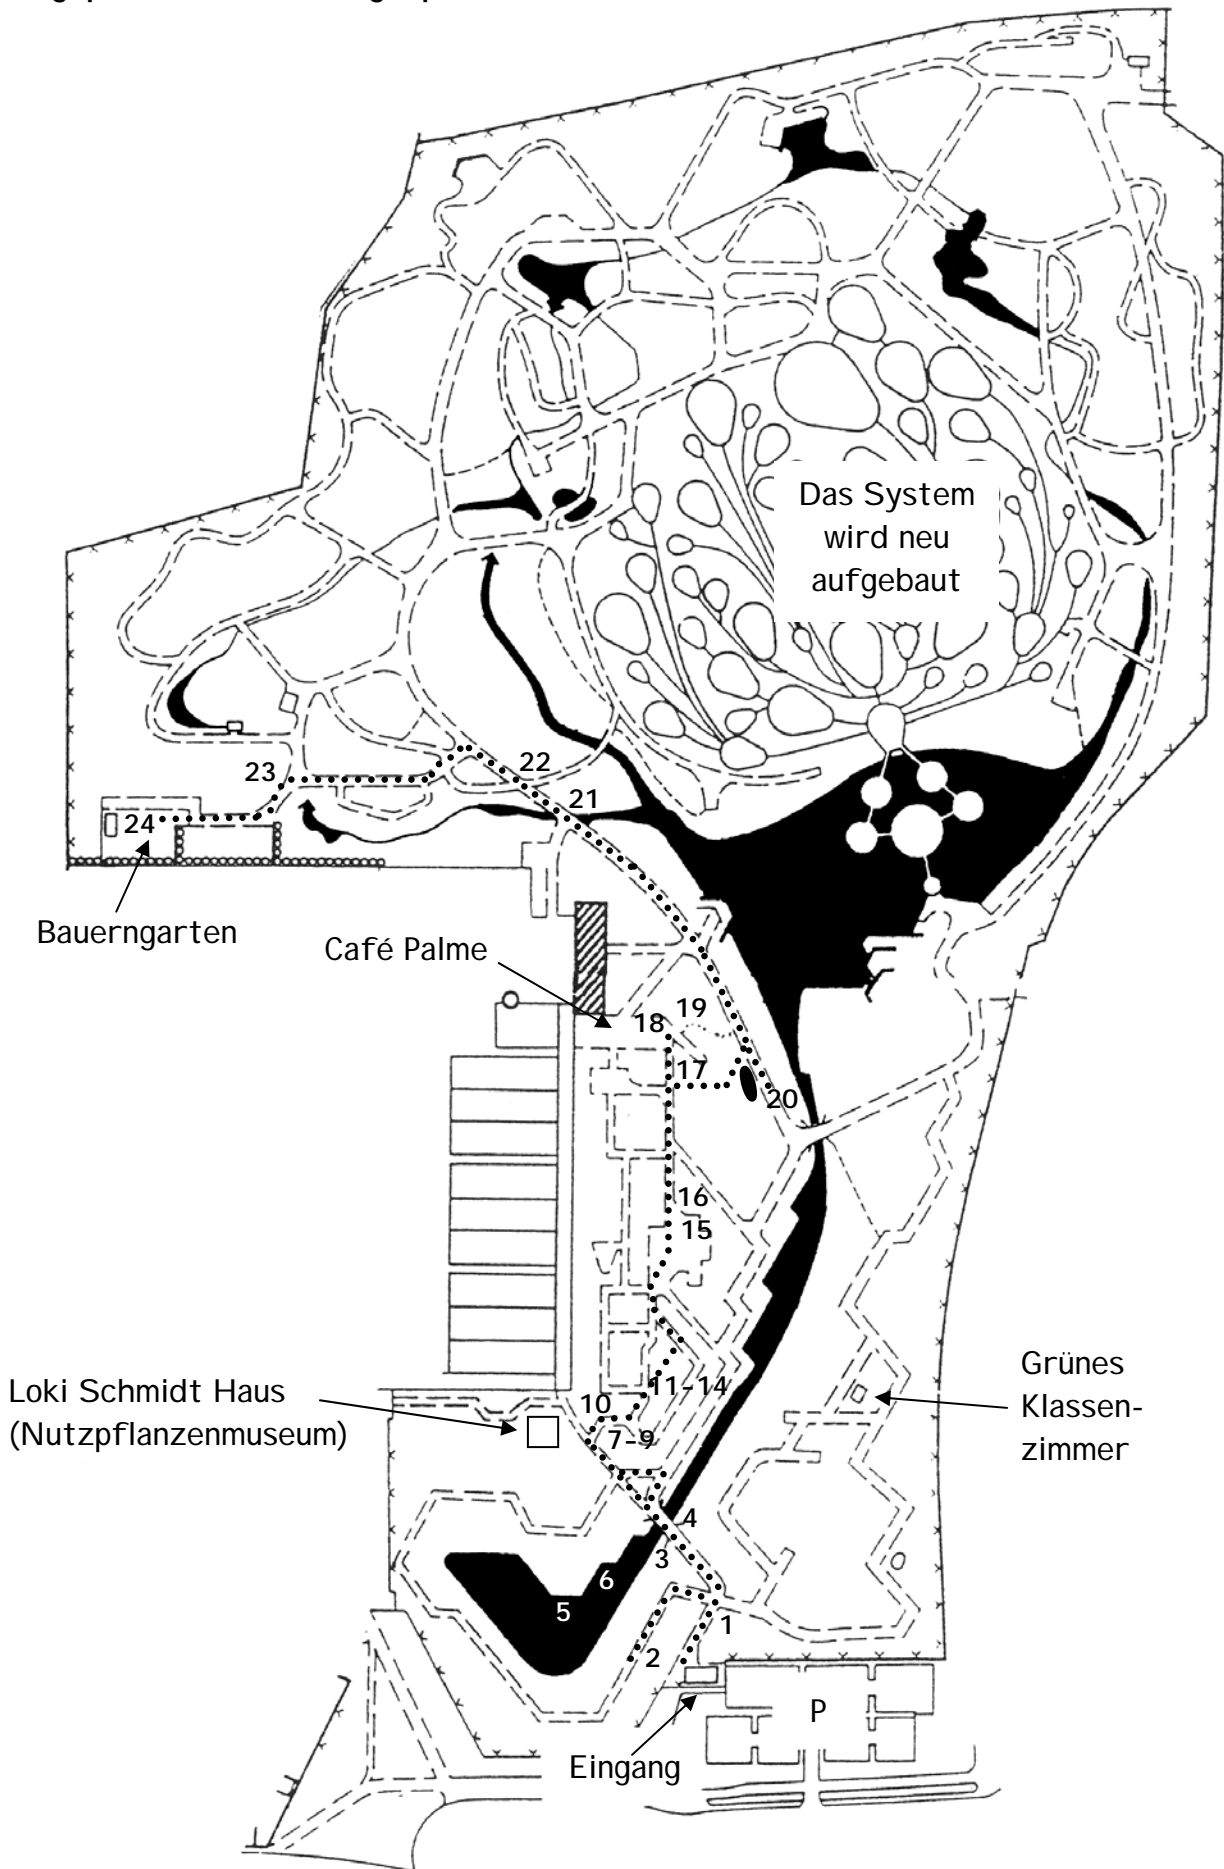 Das System
wird neu
aufgebaut
22
23
21
24
Bauerngarten
Café Palme
19
18
17
20
16
15
Grünes
Klassen-
zimmer
Loki Schmidt Haus
(Nutzpflanzenmuseum)
11-14
10
7-9
4
3
6
5
1
2
P
Eingang